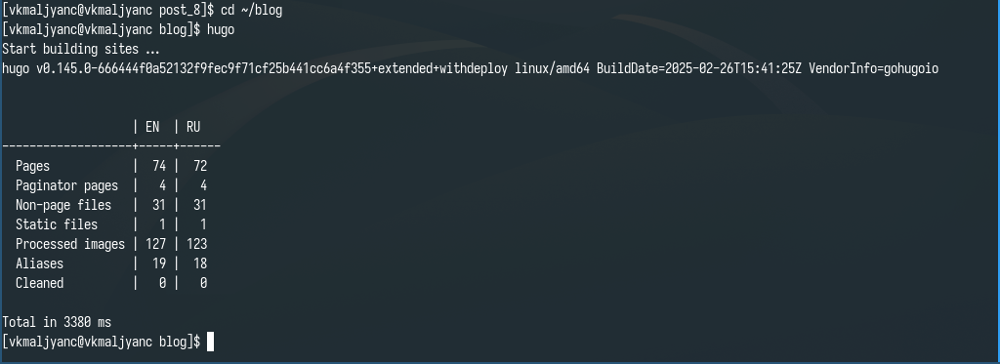 [vkmaljyanc@vkmaljyanc post_8]$ cd ~/blog
[vkmaljyanc@vkmaljyanc blog]$ hugo
Start building sites …
hugo v0.145.0-666444f0a52132f9fec9f71cf25b441cc6a4f355+extended+withdeploy linux/amd64 BuildDate=2025-02-26T15:41:25Z VendorInfo=gohugoio
                   | EN  | RU
-------------------+-----+------
  Pages            |  74 |  72
  Paginator pages  |   4 |   4
  Non-page files   |  31 |  31
  Static files     |   1 |   1
  Processed images | 127 | 123
  Aliases          |  19 |  18
  Cleaned          |   0 |   0
Total in 3380 ms
[vkmaljyanc@vkmaljyanc blog]$